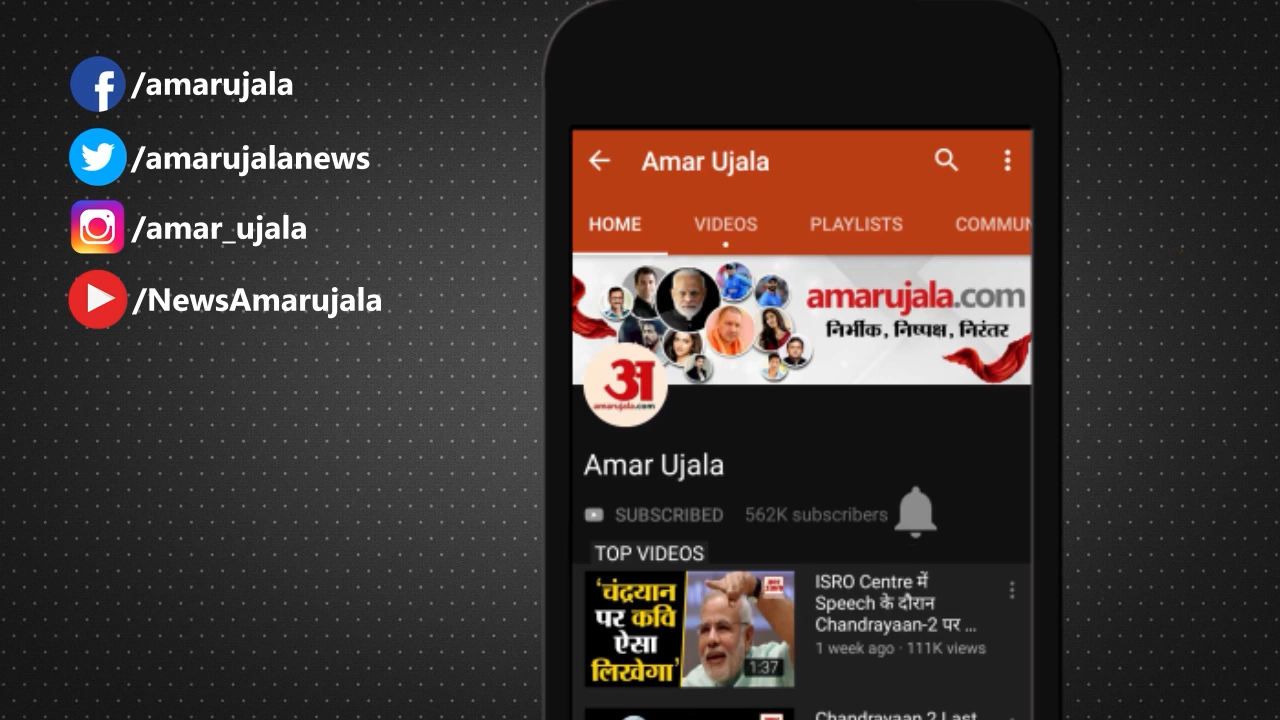 /amarujala
/amarujalanews
/amar_ujala
/NewsAmarujala
Amar Ujala
HOME VIDEOS PLAYLISTS COMMUN
amarujala.com
निर्भीक, निष्पक्ष, निरंतर
अ
amarujala.com
Amar Ujala
SUBSCRIBED 562K subscribers
TOP VIDEOS
'चंद्रयान
पर कवि
ऐसा
लिखेगा'
1:37
ISRO Centre में
Speech के दौरान
Chandrayaan-2 पर ...
1 week ago · 111K views
Chandrayaan 2 Last